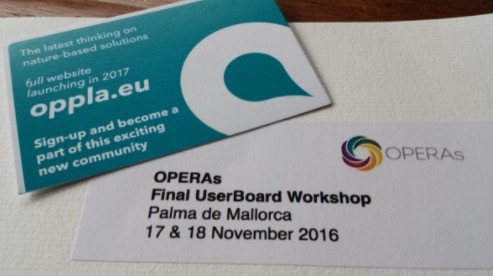 The latest thinking on
nature-based solutions
full website
launching in 2017
oppla.eu
Sign-up and become a
part of this exciting
new community
OPERAs
OPERAs
Final UserBoard Workshop
Palma de Mallorca
17 & 18 November 2016